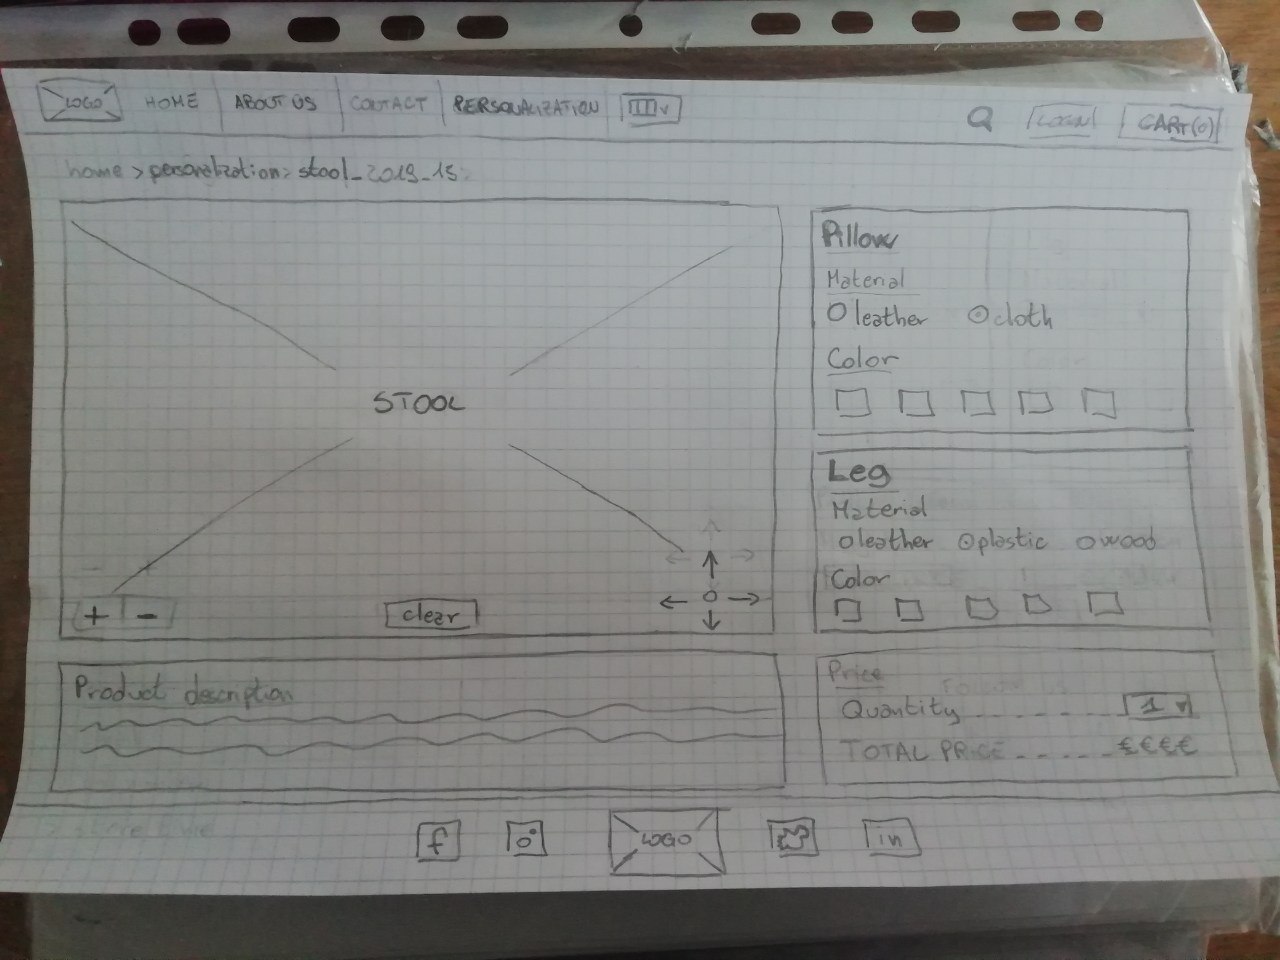 LOGO HOME ABOUT US CONTACT PERSONALIZATION
LOGIN CART(0)
home > personalization > stool_2019_15
STOOL
+ -
clear
Pillow
Material
leather cloth
Color
Leg
Material
leather plastic wood
Color
Product description
Price
Quantity 1
TOTAL PRICE €€€€
f LOGO in